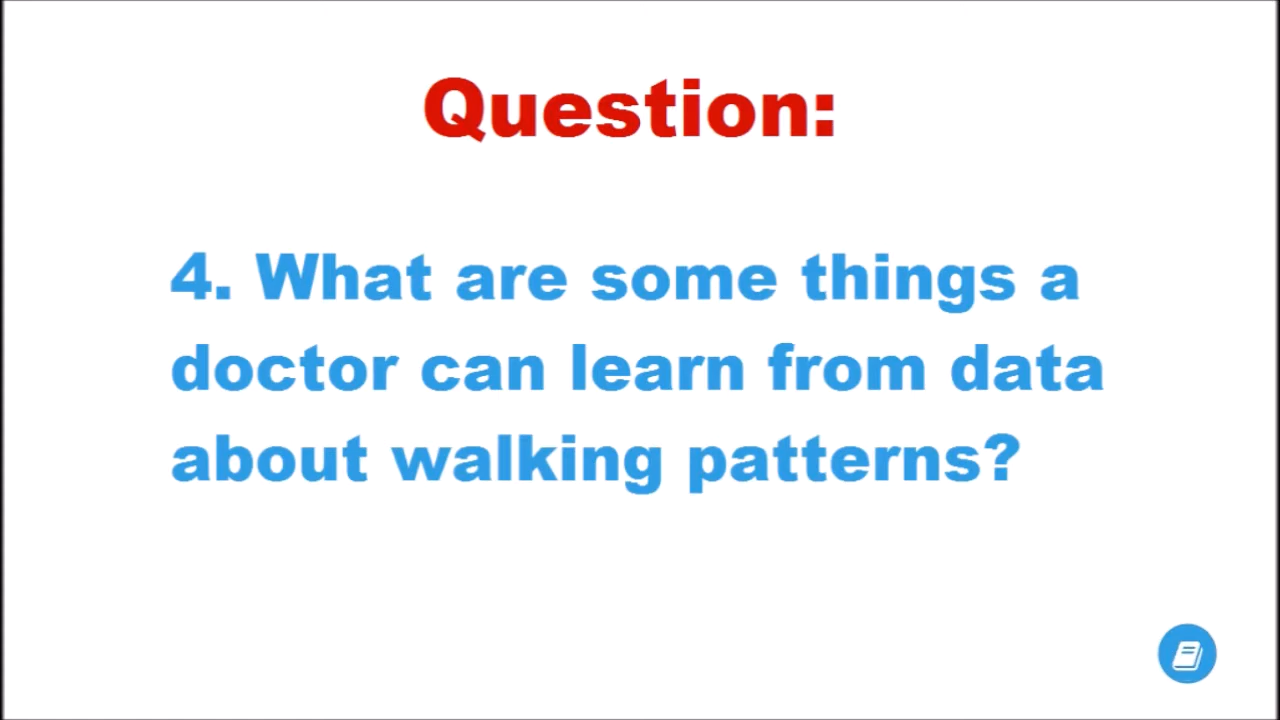 Question:
4. What are some things a
doctor can learn from data
about walking patterns?